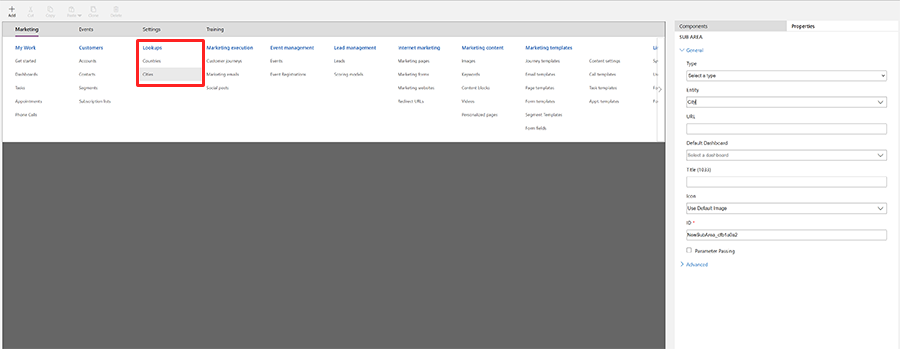 Add Cut Copy Paste Clone Delete
Marketing Events Settings Training
My Work Customers Lookups Marketing execution Event management Lead management Internet marketing Marketing content Marketing templates
Get started Accounts Countries Customer journeys Events Leads Marketing pages Images Journey templates Content settings
Dashboards Contacts Cities Marketing emails Event Registrations Scoring models Marketing forms Keywords Email templates Call templates
Tasks Segments Social posts Marketing websites Content blocks Page templates Task templates
Appointments Subscription lists Redirect URLs Videos Form templates Appt templates
Phone Calls Personalized pages Segment Templates
Form fields
Components Properties
SUB AREA
General
Type
Select a type
Entity
City
URL
Default Dashboard
Select a dashboard
Title (1033)
Icon
Use Default Image
ID *
Parameter Passing
Advanced